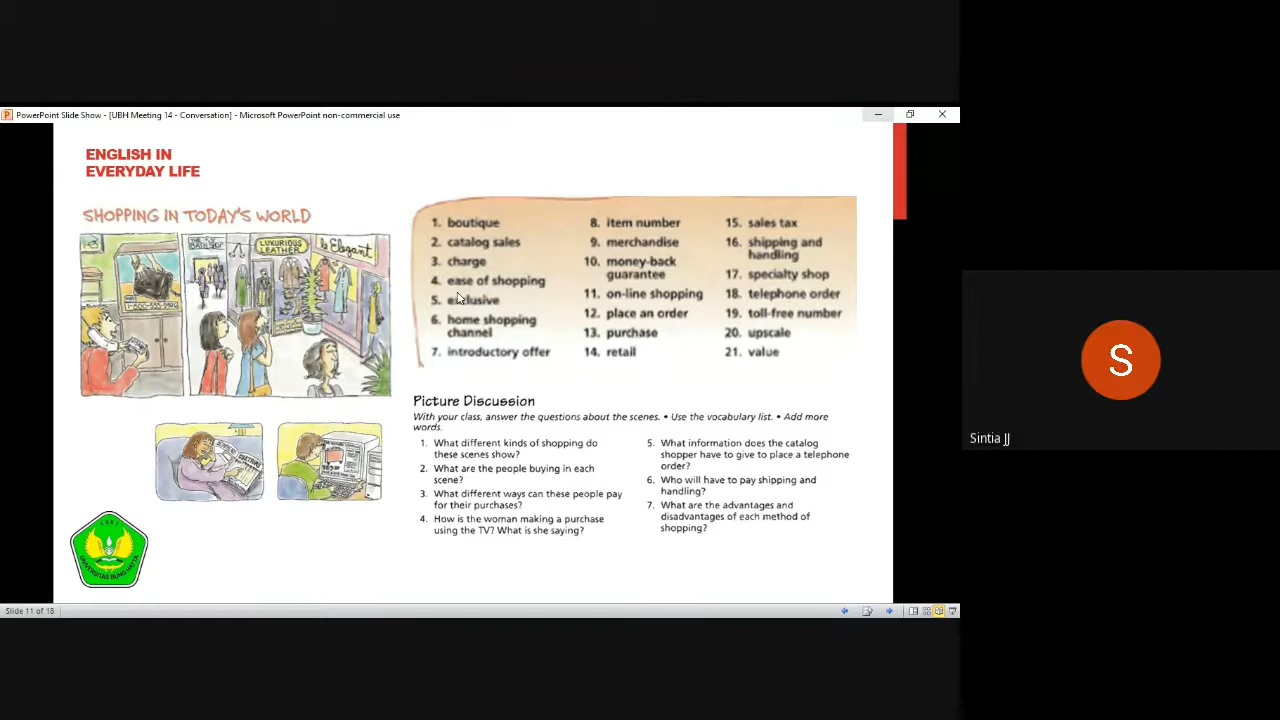 PowerPoint Slide Show - [UBH Meeting 14 - Conversation] - Microsoft PowerPoint non-commercial use
ENGLISH IN
EVERYDAY LIFE
SHOPPING IN TODAY'S WORLD
LUXURIOUS
LEATHER
le Elegant
1. boutique
2. catalog sales
3. charge
4. ease of shopping
5. exclusive
6. home shopping
channel
7. introductory offer
8. item number
9. merchandise
10. money-back
guarantee
11. on-line shopping
12. place an order
13. purchase
14. retail
15. sales tax
16. shipping and
handling
17. specialty shop
18. telephone order
19. toll-free number
20. upscale
21. value
Picture Discussion
With your class, answer the questions about the scenes. • Use the vocabulary list. • Add more
words.
1. What different kinds of shopping do
these scenes show?
2. What are the people buying in each
scene?
3. What different ways can these people pay
for their purchases?
4. How is the woman making a purchase
using the TV? What is she saying?
5. What information does the catalog
shopper have to give to place a telephone
order?
6. Who will have to pay shipping and
handling?
7. What are the advantages and
disadvantages of each method of
shopping?
1981
UNIVERSITAS BUNG HATTA
Slide 11 of 18
S
Sintia JJ